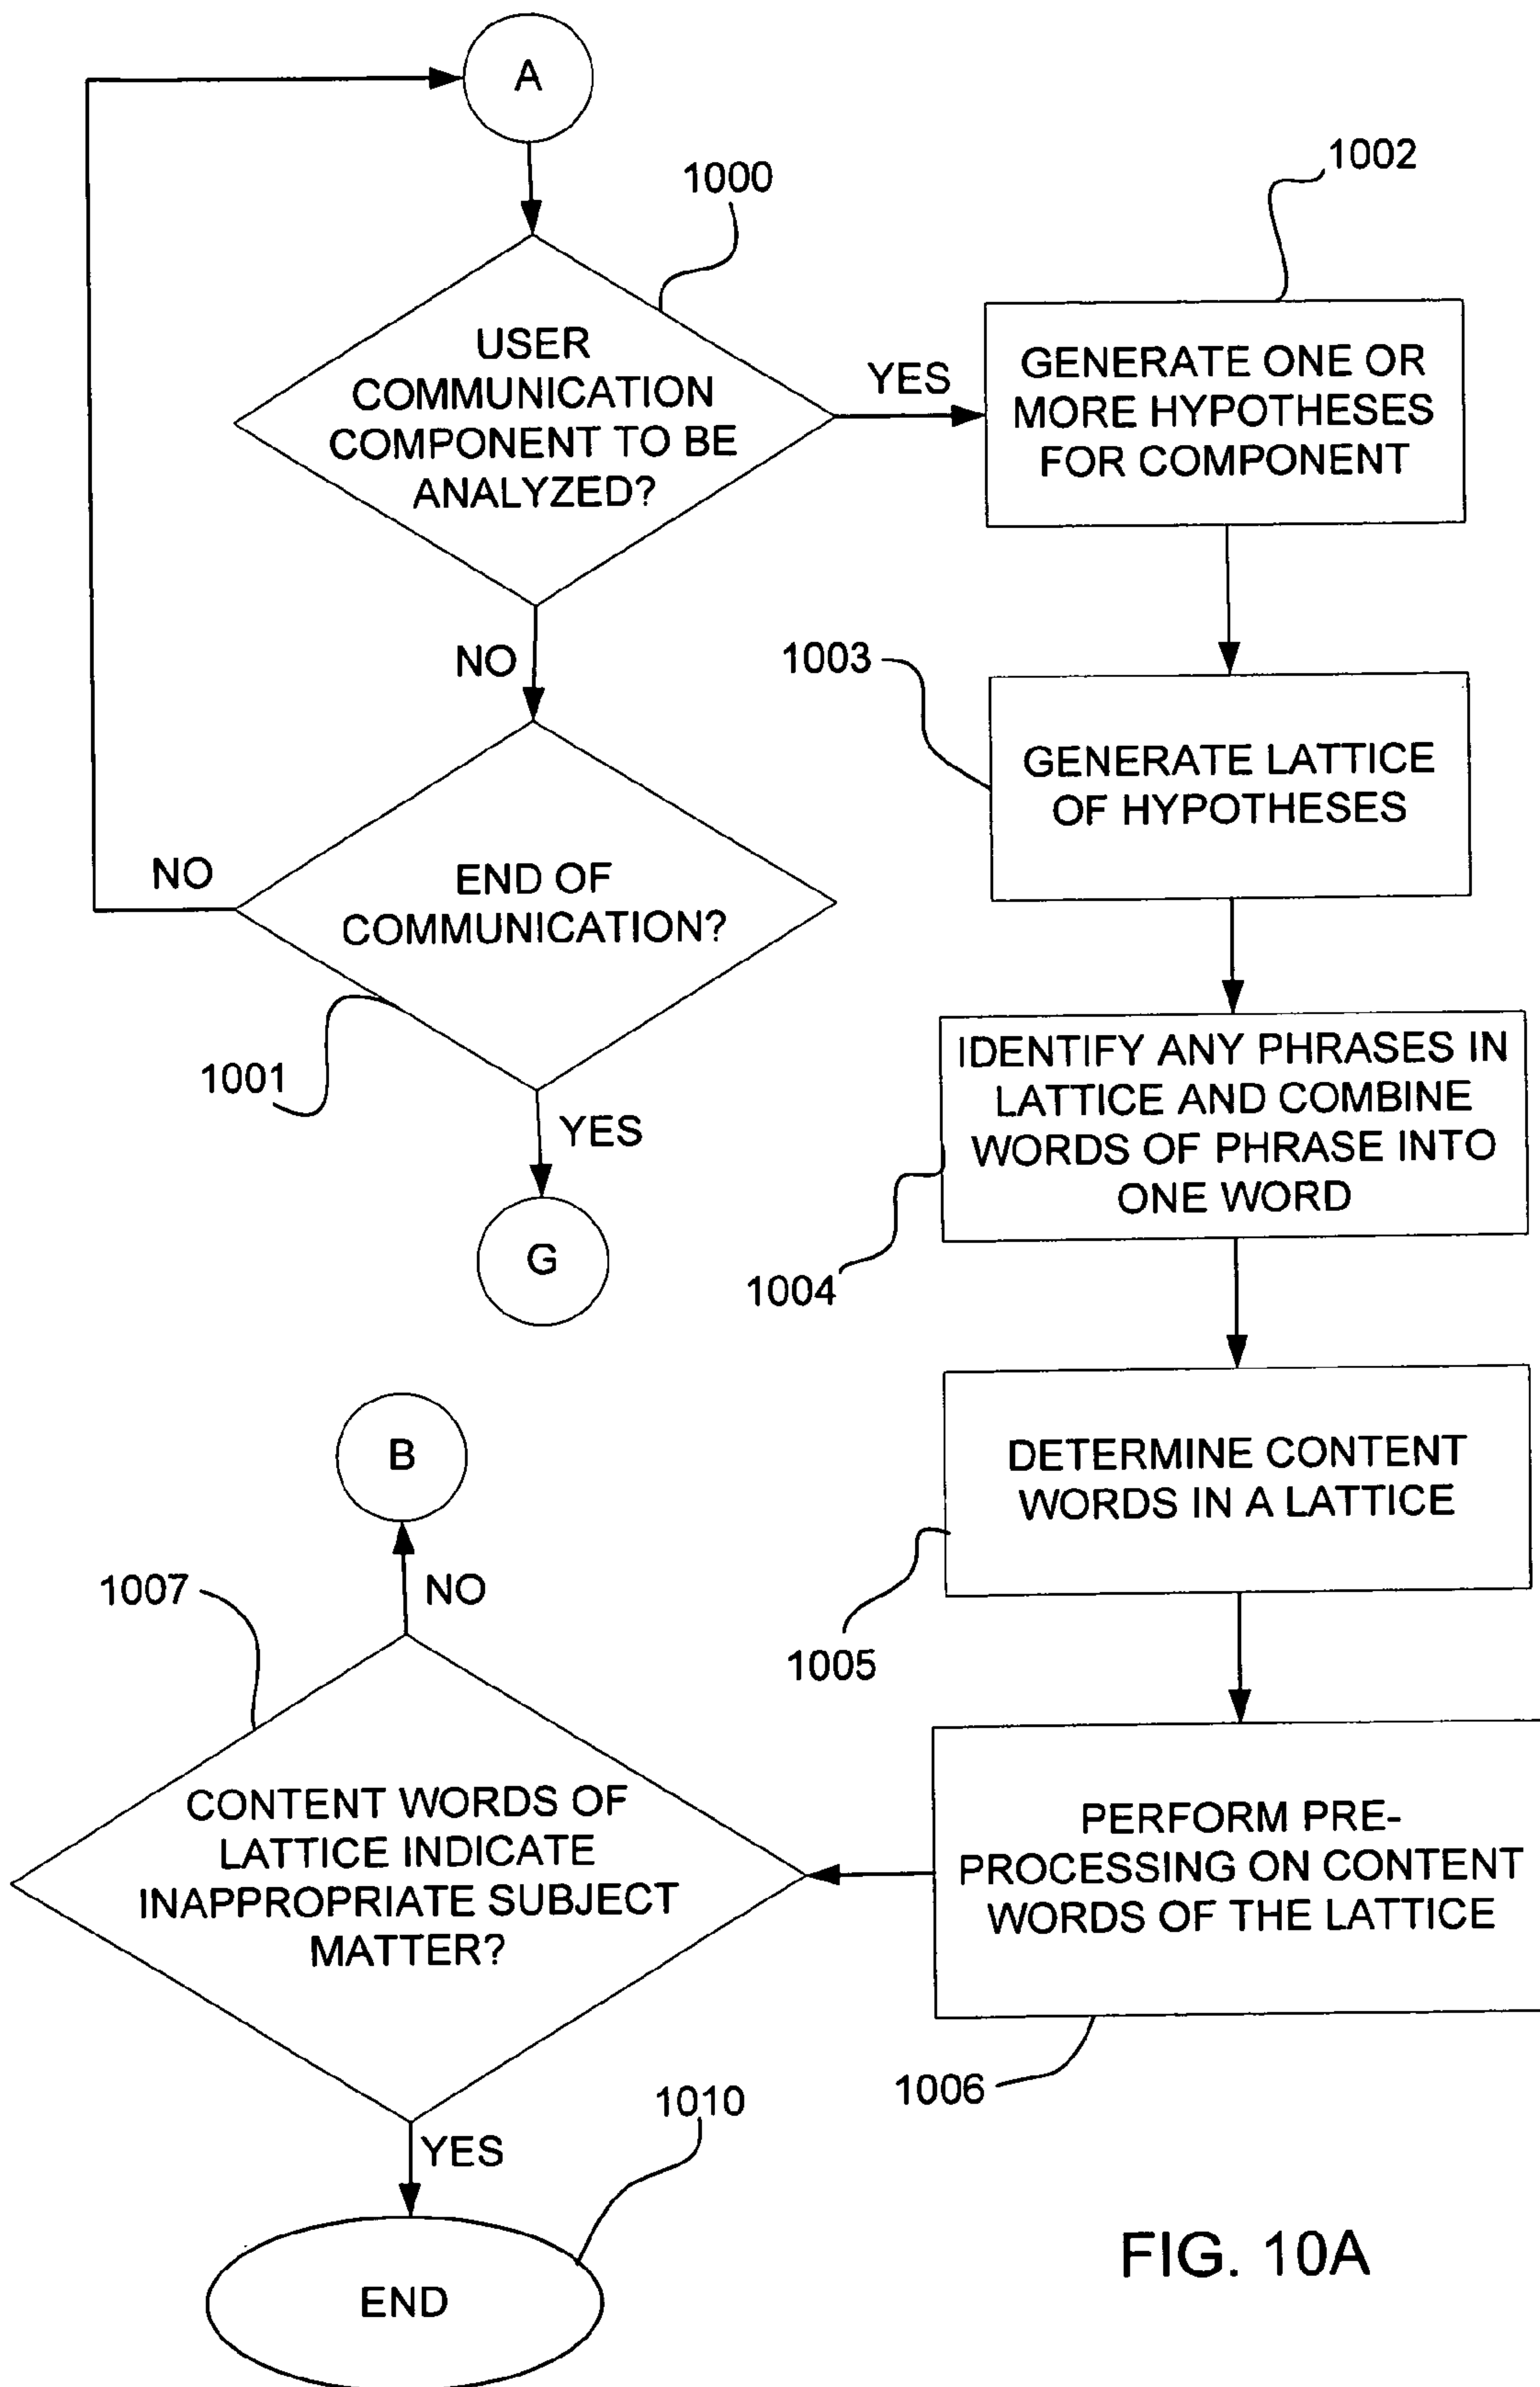 A
1000
USER
COMMUNICATION
COMPONENT TO BE
ANALYZED?
YES
1002
GENERATE ONE OR
MORE HYPOTHESES
FOR COMPONENT
NO
1003
GENERATE LATTICE
OF HYPOTHESES
END OF
COMMUNICATION?
NO
1001
YES
G
IDENTIFY ANY PHRASES IN
LATTICE AND COMBINE
WORDS OF PHRASE INTO
ONE WORD
1004
DETERMINE CONTENT
WORDS IN A LATTICE
1005
PERFORM PRE-
PROCESSING ON CONTENT
WORDS OF THE LATTICE
1006
B
NO
1007
CONTENT WORDS OF
LATTICE INDICATE
INAPPROPRIATE SUBJECT
MATTER?
YES
1010
END
FIG. 10A